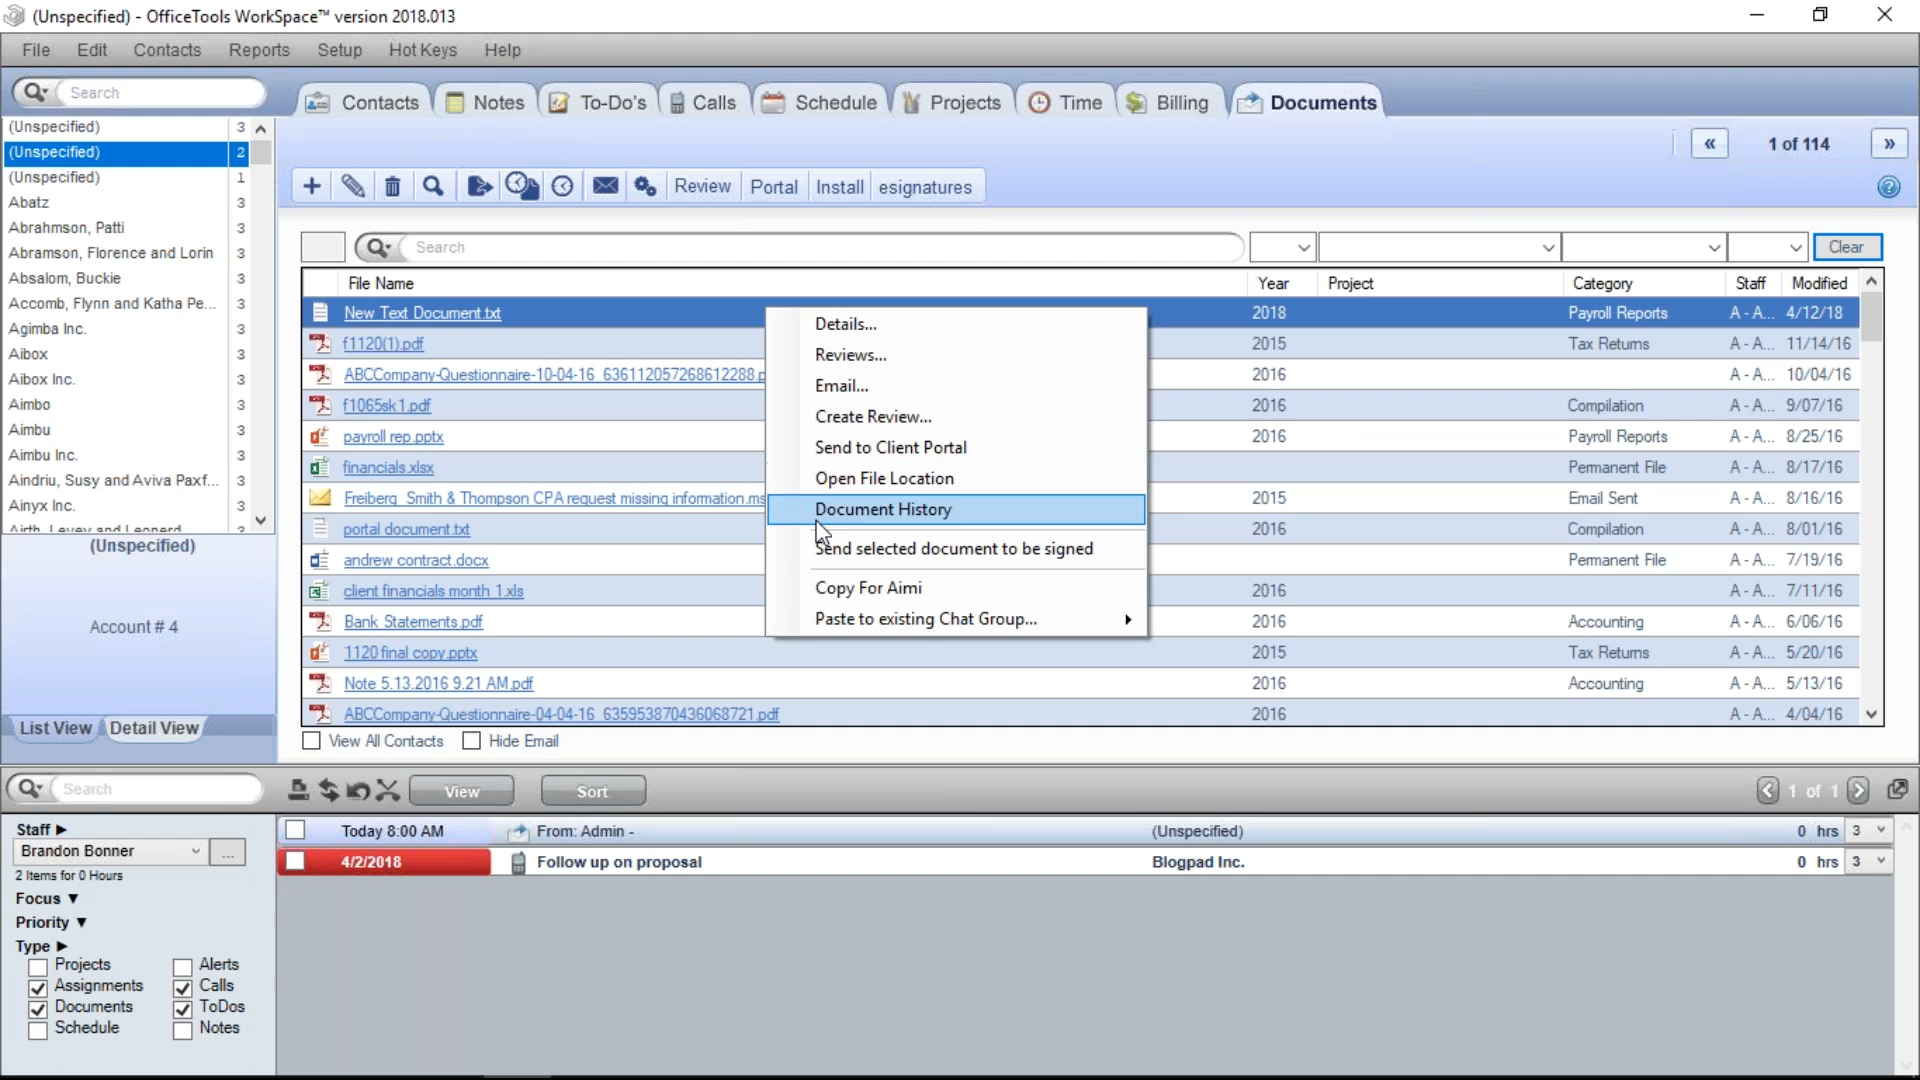 (Unspecified) - OfficeTools WorkSpace™ version 2018.013
File Edit Contacts Reports Setup Hot Keys Help
Search
Contacts Notes To-Do's Calls Schedule Projects Time Billing Documents
(Unspecified) 3
(Unspecified) 2
(Unspecified) 1
Abatz 3
Abrahmson, Patti 3
Abramson, Florence and Lorin 3
Absalom, Buckie 3
Accomb, Flynn and Katha Pe... 3
Agimba Inc. 3
Aibox 3
Aibox Inc. 3
Aimbo 3
Aimbu 3
Aimbu Inc. 3
Aindriu, Susy and Aviva Paxf... 3
Ainyx Inc. 3
Airth, Levey and Leonerd
(Unspecified)
Account # 4
List View Detail View
« 1 of 114 »
Review Portal Install esignatures
Search Clear
File Name Year Project Category Staff Modified
New Text Document.txt 2018 Payroll Reports A - A... 4/12/18
f1120(1).pdf 2015 Tax Returns A - A... 11/14/16
ABCCompany-Questionnaire-10-04-16_636112057268612288.p 2016 A - A... 10/04/16
f1065sk1.pdf 2016 Compilation A - A... 9/07/16
payroll rep.pptx 2016 Payroll Reports A - A... 8/25/16
financials.xlsx Permanent File A - A... 8/17/16
Freiberg_Smith & Thompson CPA request missing information.ms 2015 Email Sent A - A... 8/16/16
portal document.txt 2016 Compilation A - A... 8/01/16
andrew contract.docx Permanent File A - A... 7/19/16
client financials month 1.xls 2016 A - A... 7/11/16
Bank Statements.pdf 2016 Accounting A - A... 6/06/16
1120 final copy.pptx 2015 Tax Returns A - A... 5/20/16
Note 5.13.2016 9.21 AM.pdf 2016 Accounting A - A... 5/13/16
ABCCompany-Questionnaire-04-04-16_635953870436068721.pdf 2016 A - A... 4/04/16
Details...
Reviews...
Email...
Create Review...
Send to Client Portal
Open File Location
Document History
Send selected document to be signed
Copy For Aimi
Paste to existing Chat Group...
View All Contacts Hide Email
Search View Sort 1 of 1
Staff
Brandon Bonner ...
2 Items for 0 Hours
Focus
Priority
Type
Projects Alerts
Assignments Calls
Documents ToDos
Schedule Notes
Today 8:00 AM From: Admin - (Unspecified) 0 hrs 3
4/2/2018 Follow up on proposal Blogpad Inc. 0 hrs 3